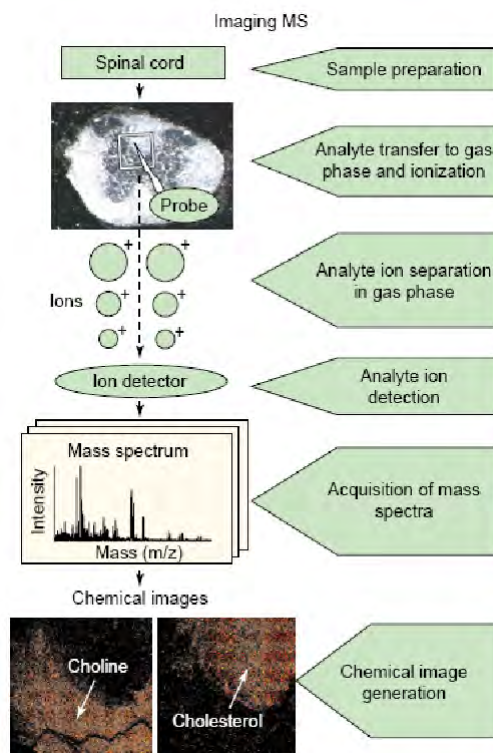 Imaging MS
Spinal cord
Sample preparation
Probe
Analyte transfer to gas
phase and ionization
+ +
Ions
+ +
+ +
Analyte ion separation
in gas phase
Ion detector
Analyte ion
detection
Mass spectrum
Intensity
Mass (m/z)
Acquisition of mass
spectra
Chemical images
Choline
Cholesterol
Chemical image
generation